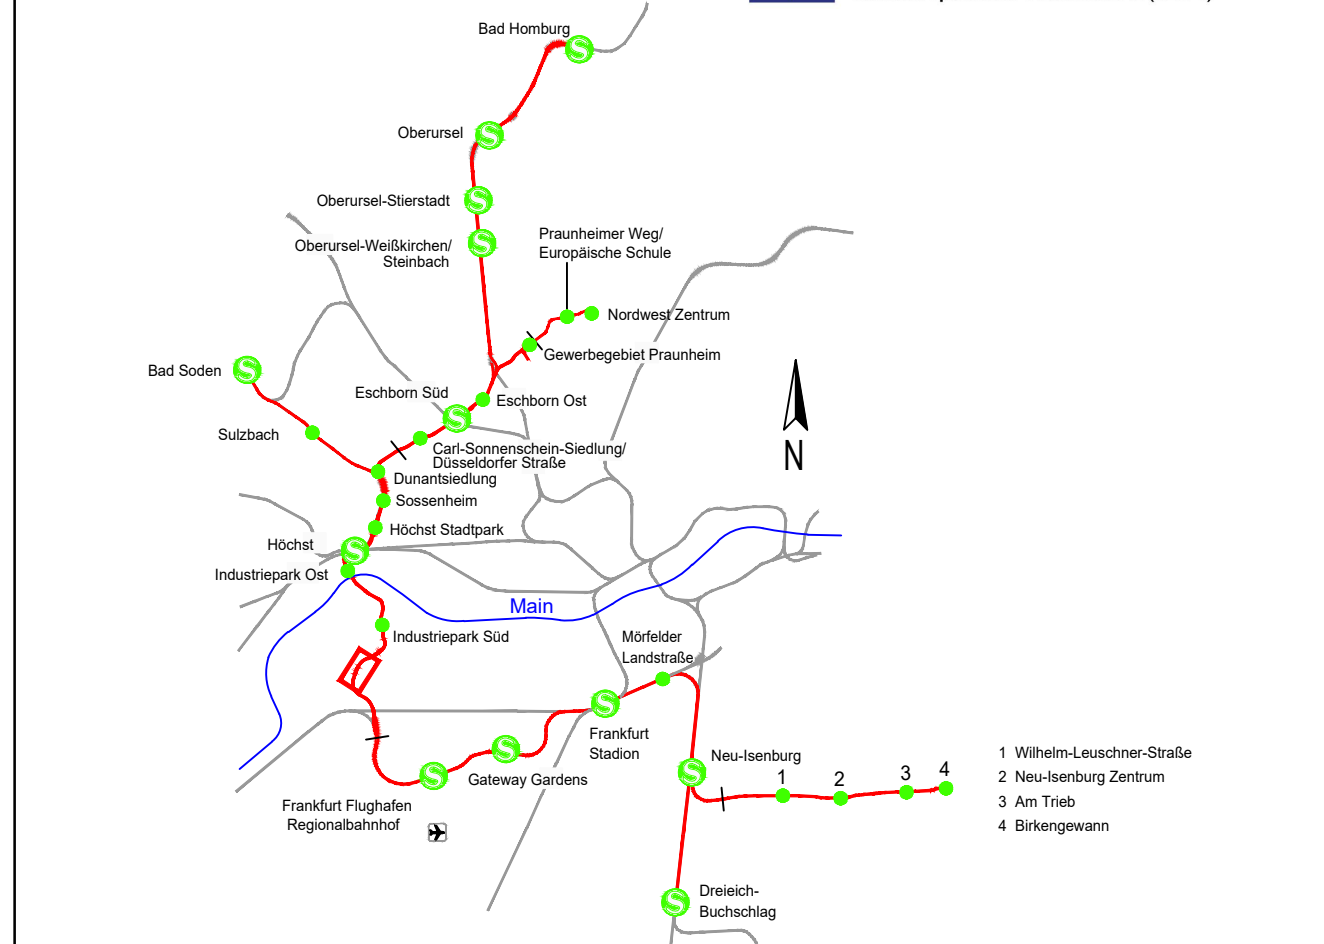 Bad Homburg
Oberursel
Oberursel-Stierstadt
Oberursel-Weißkirchen/
Steinbach
Praunheimer Weg/
Europäische Schule
Nordwest Zentrum
Gewerbegebiet Praunheim
Bad Soden
Eschborn Süd
Eschborn Ost
Sulzbach
Carl-Sonnenschein-Siedlung/
Düsseldorfer Straße
Dunantsiedlung
Sossenheim
Höchst Stadtpark
Höchst
Industriepark Ost
N
Main
Industriepark Süd
Mörfelder
Landstraße
Frankfurt
Stadion
Neu-Isenburg
Gateway Gardens
Frankfurt Flughafen
Regionalbahnhof
1
2
3
4
1 Wilhelm-Leuschner-Straße
2 Neu-Isenburg Zentrum
3 Am Trieb
4 Birkengewann
Dreieich-
Buchschlag
S
S
S
S
S
S
S
S
S
S
S
S